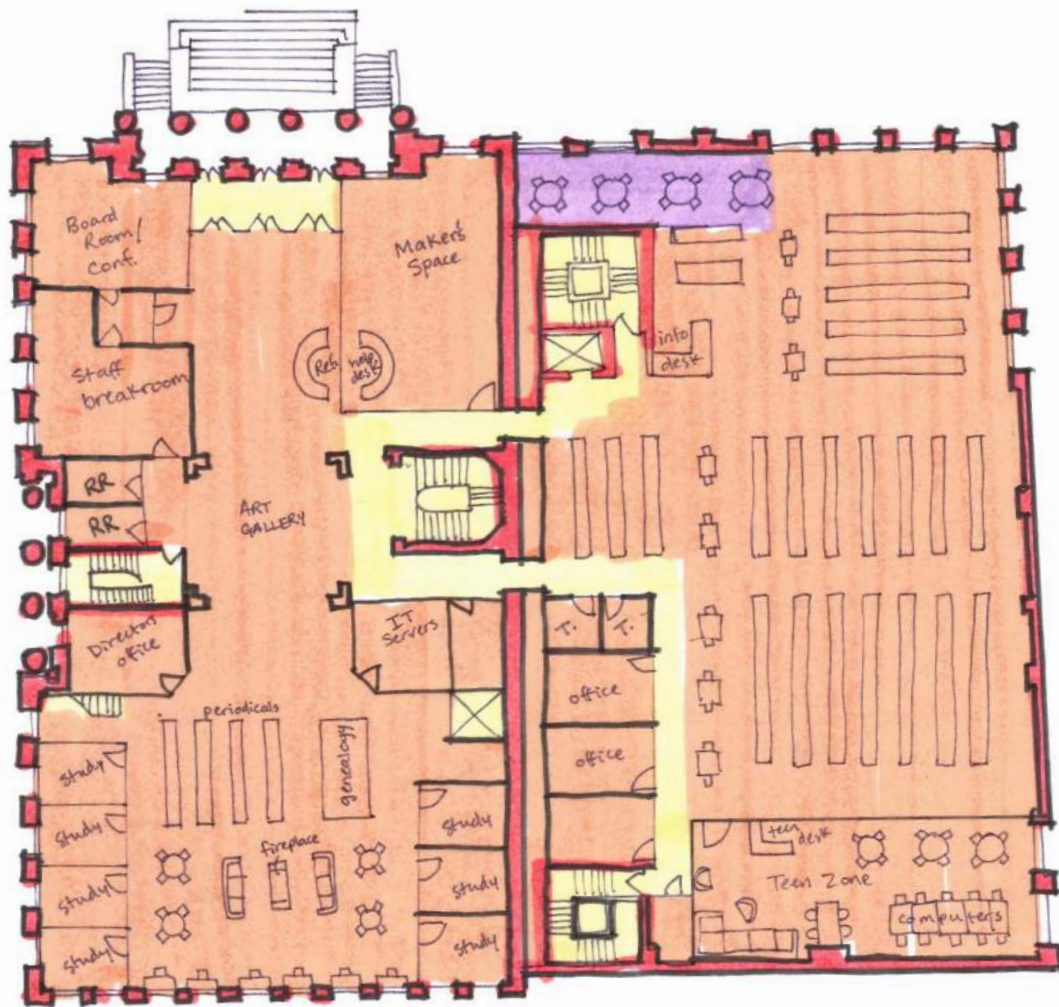 Board
Room/
Conf.
Maker's
Space
Staff
breakroom
Ref.
help
desk
info
desk
RR
RR
ART
GALLERY
Director's
office
IT
Servers
T.
T.
office
office
periodicals
genealogy
study
study
study
study
fireplace
study
study
study
teen
desk
Teen Zone
computers